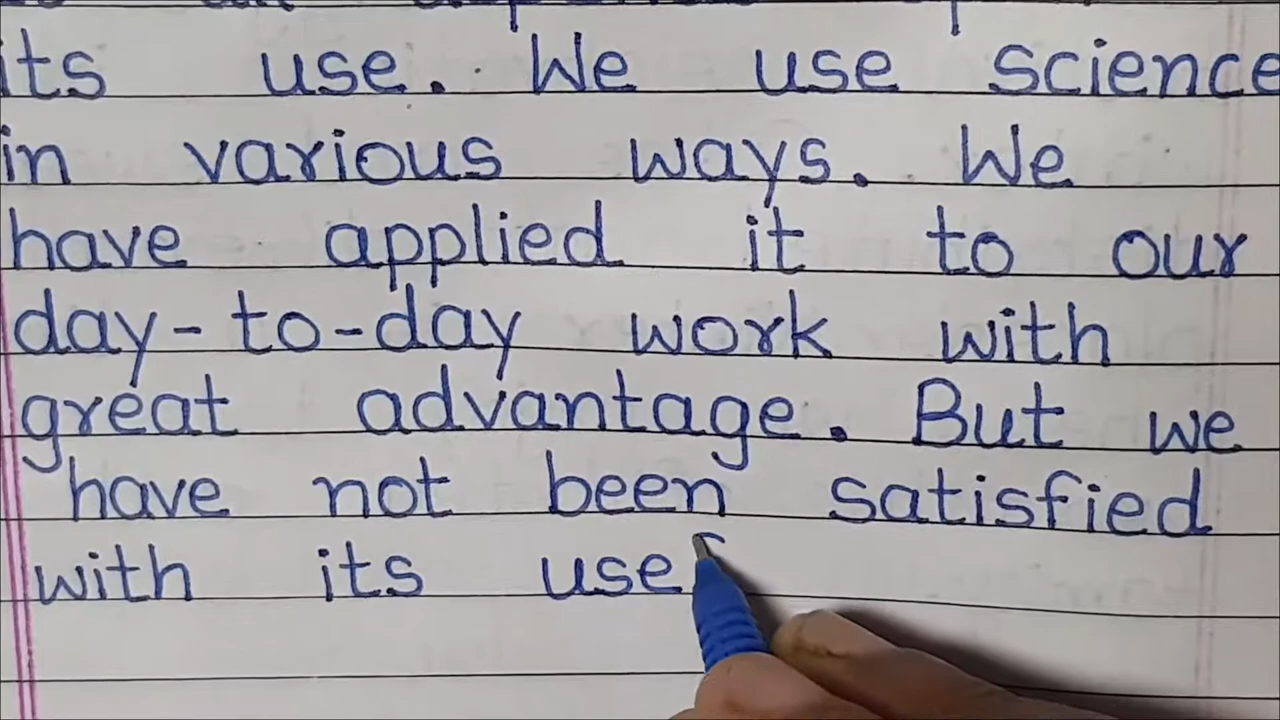 its use. We use science
in various ways. We
have applied it to our
day-to-day work with
great advantage. But we
have not been satisfied
with its use